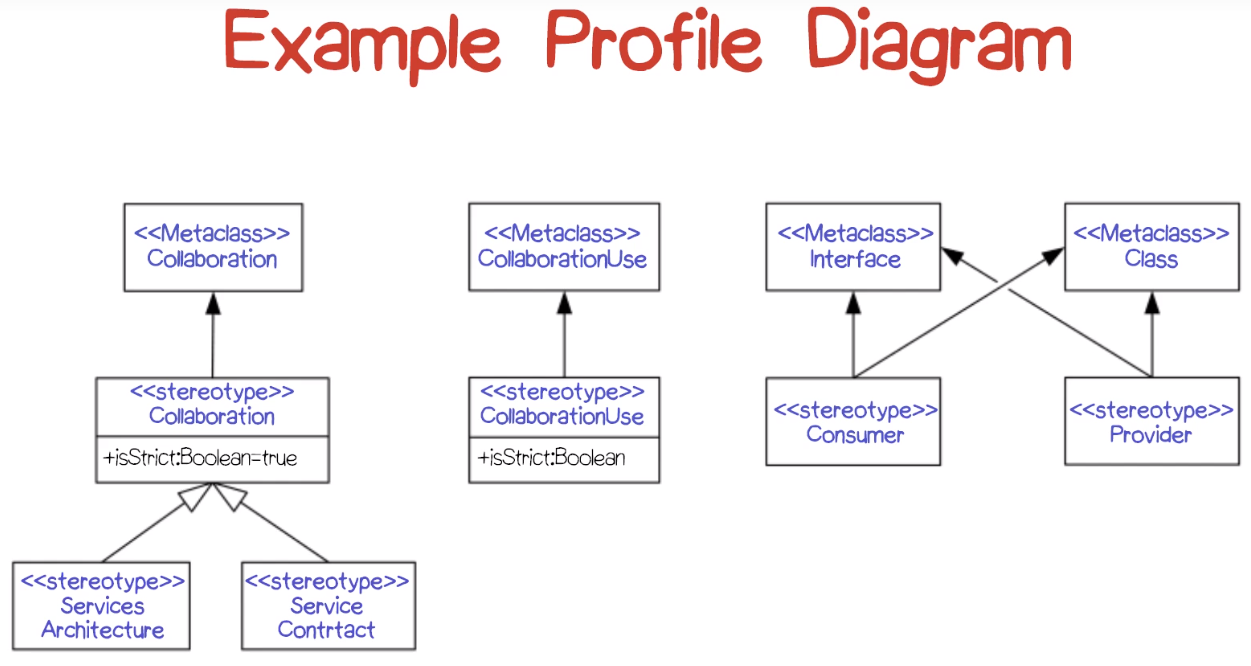 Example Profile Diagram
<<Metaclass>>
Collaboration
<<Metaclass>>
CollaborationUse
<<Metaclass>>
Interface
<<Metaclass>>
Class
<<stereotype>>
Collaboration
+isStrict:Boolean=true
<<stereotype>>
CollaborationUse
+isStrict:Boolean
<<stereotype>>
Consumer
<<stereotype>>
Provider
<<stereotype>>
Services
Architecture
<<stereotype>>
Service
Contrtact